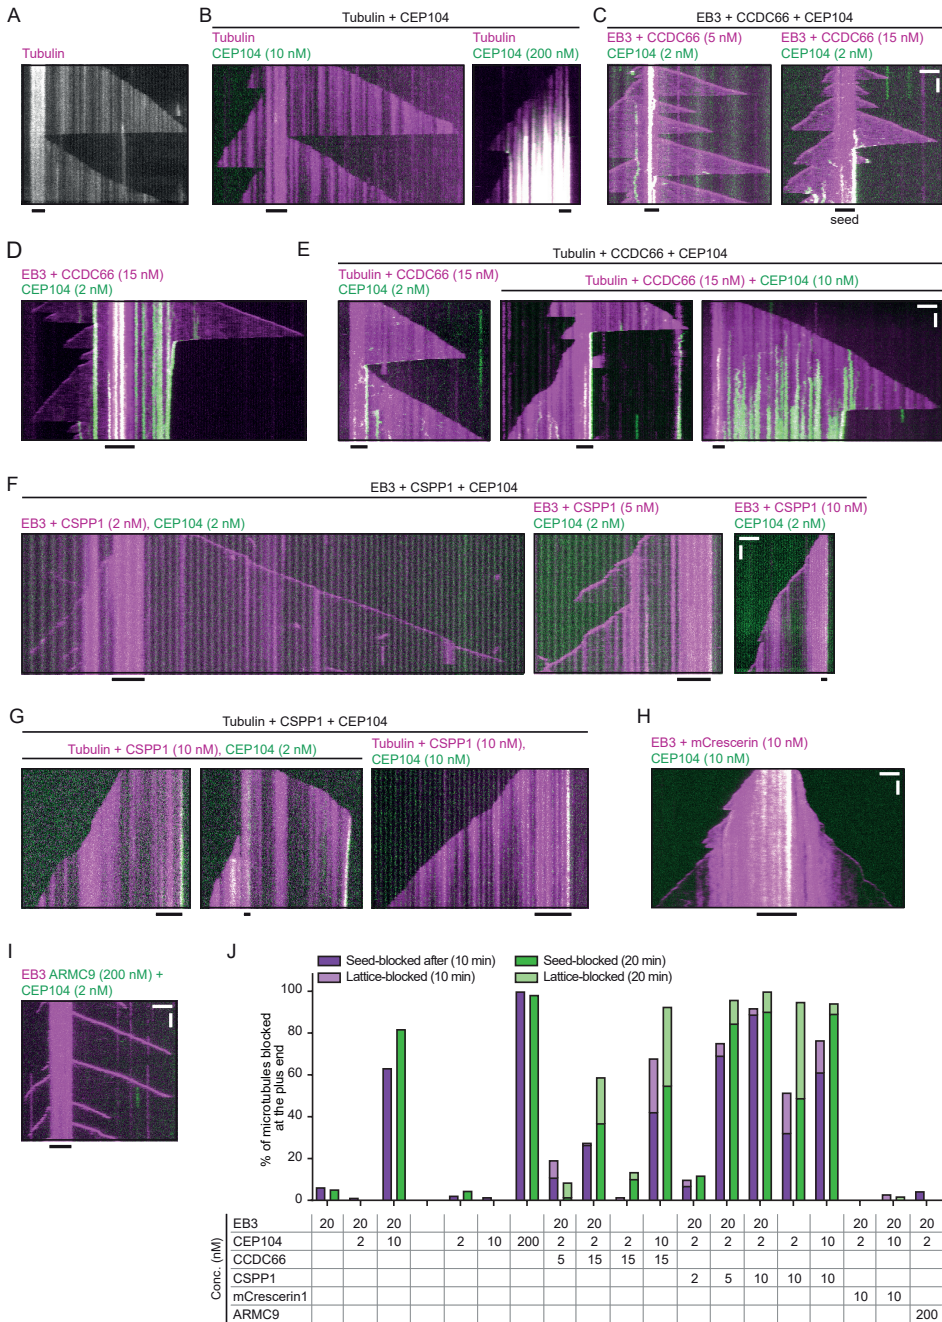 A
Tubulin
B
Tubulin + CEP104
Tubulin
CEP104 (10 nM)
Tubulin
CEP104 (200 nM)
C
EB3 + CCDC66 + CEP104
EB3 + CCDC66 (5 nM)
CEP104 (2 nM)
EB3 + CCDC66 (15 nM)
CEP104 (2 nM)
seed
D
EB3 + CCDC66 (15 nM)
CEP104 (2 nM)
E
Tubulin + CCDC66 + CEP104
Tubulin + CCDC66 (15 nM)
CEP104 (2 nM)
Tubulin + CCDC66 (15 nM) + CEP104 (10 nM)
F
EB3 + CSPP1 + CEP104
EB3 + CSPP1 (2 nM), CEP104 (2 nM)
EB3 + CSPP1 (5 nM)
CEP104 (2 nM)
EB3 + CSPP1 (10 nM)
CEP104 (2 nM)
G
Tubulin + CSPP1 + CEP104
Tubulin + CSPP1 (10 nM), CEP104 (2 nM)
Tubulin + CSPP1 (10 nM),
CEP104 (10 nM)
H
EB3 + mCrescerin (10 nM)
CEP104 (10 nM)
I
EB3 ARMC9 (200 nM) +
CEP104 (2 nM)
J
Seed-blocked after (10 min)
Seed-blocked (20 min)
Lattice-blocked (10 min)
Lattice-blocked (20 min)
% of microtubules blocked
at the plus end
100
80
60
40
20
0
Conc. (nM)
EB3 20 20 20 20 20 20 20 20 20 20 20
CEP104 2 10 2 10 200 2 2 2 10 2 2 2 2 10 2 10 2
CCDC66 5 15 15 15
CSPP1 2 5 10 10 10
mCrescerin1 10 10
ARMC9 200